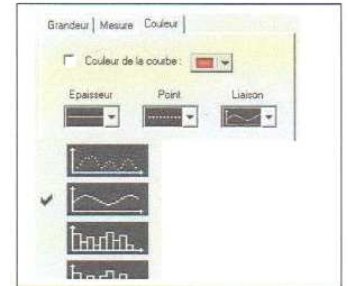 Grandeur Mesure Couleur
Couleur de la courbe :
Epaisseur Point Liaison